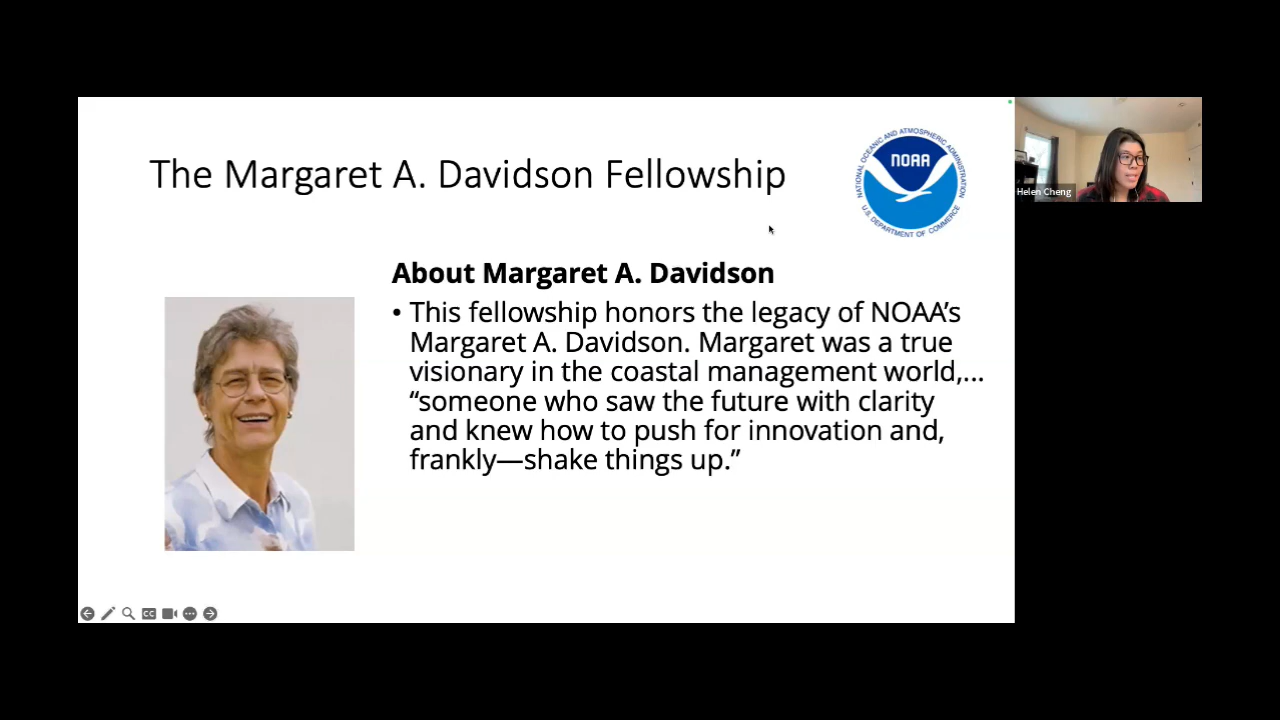 The Margaret A. Davidson Fellowship
NATIONAL OCEANIC AND ATMOSPHERIC ADMINISTRATION
NOAA
U.S. DEPARTMENT OF COMMERCE
Helen Cheng
About Margaret A. Davidson
• This fellowship honors the legacy of NOAA’s
Margaret A. Davidson. Margaret was a true
visionary in the coastal management world,...
“someone who saw the future with clarity
and knew how to push for innovation and,
frankly—shake things up.”
CC